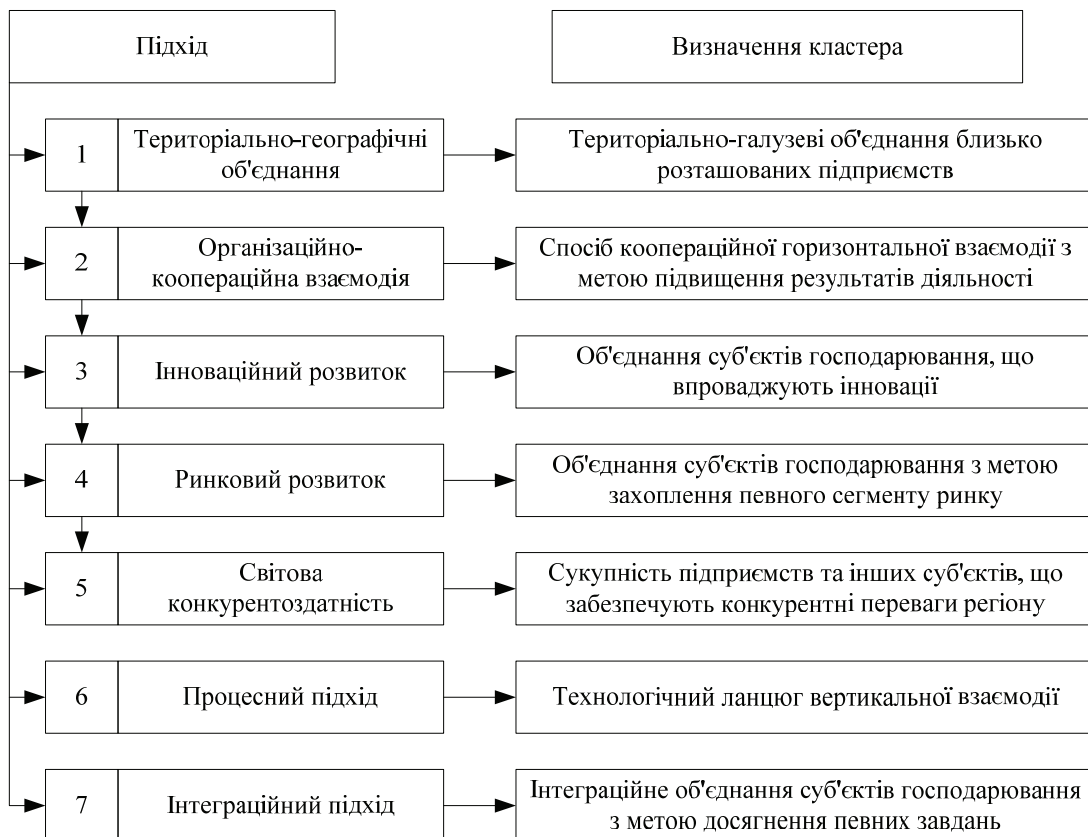 Підхід
Визначення кластера
1
Територіально-географічні
об'єднання
Територіально-галузеві об'єднання близько
розташованих підприємств
2
Організаційно-
коопераційна взаємодія
Спосіб коопераційної горизонтальної взаємодії з
метою підвищення результатів діяльності
3
Інноваційний розвиток
Об'єднання суб'єктів господарювання, що
впроваджують інновації
4
Ринковий розвиток
Об'єднання суб'єктів господарювання з метою
захоплення певного сегменту ринку
5
Світова
конкурентоздатність
Сукупність підприємств та інших суб'єктів, що
забезпечують конкурентні переваги регіону
6
Процесний підхід
Технологічний ланцюг вертикальної взаємодії
7
Інтеграційний підхід
Інтеграційне об'єднання суб'єктів господарювання
з метою досягнення певних завдань